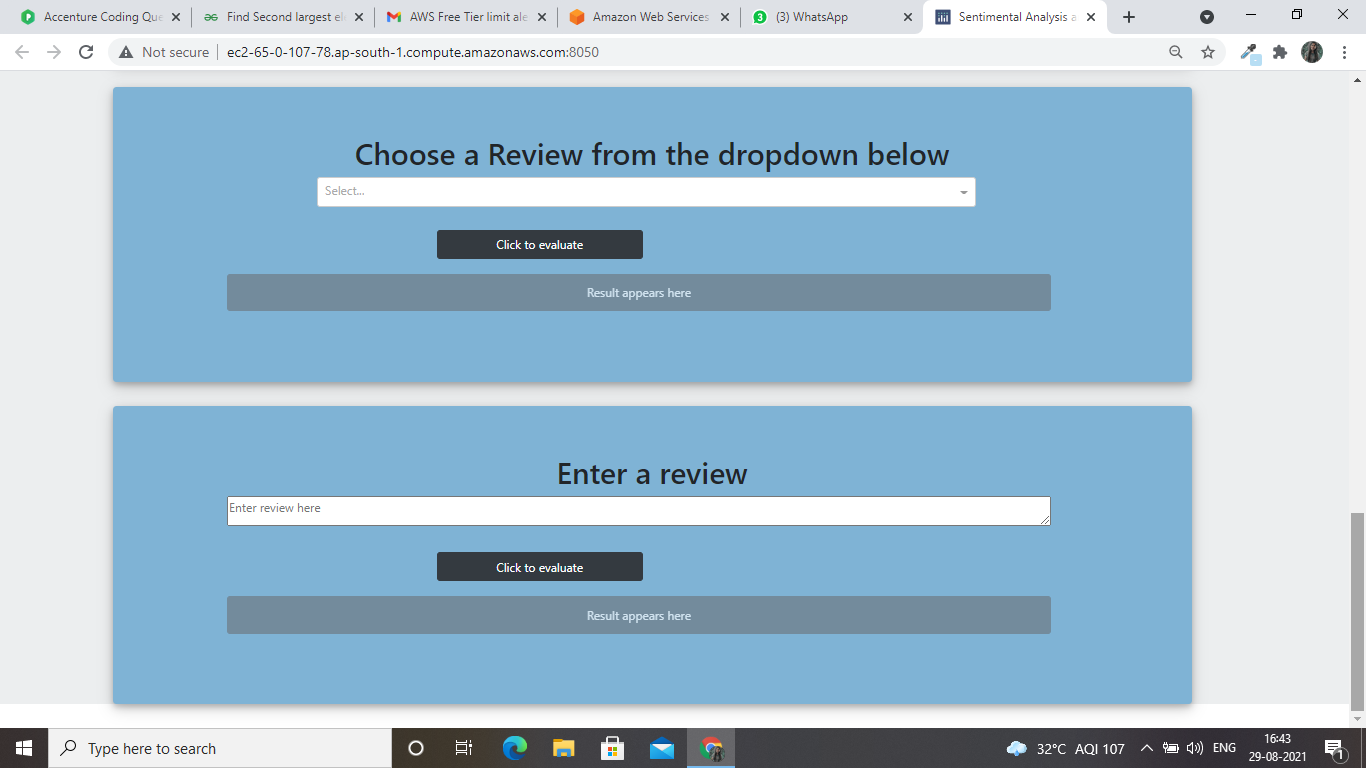 Accenture Coding Que
Find Second largest el
AWS Free Tier limit ale
Amazon Web Services
3 (3) WhatsApp
Sentimental Analysis a
Not secure
ec2-65-0-107-78.ap-south-1.compute.amazonaws.com:8050
Choose a Review from the dropdown below
Select...
Click to evaluate
Result appears here
Enter a review
Enter review here
Click to evaluate
Result appears here
Type here to search
32°C AQI 107
ENG
16:43
29-08-2021
1